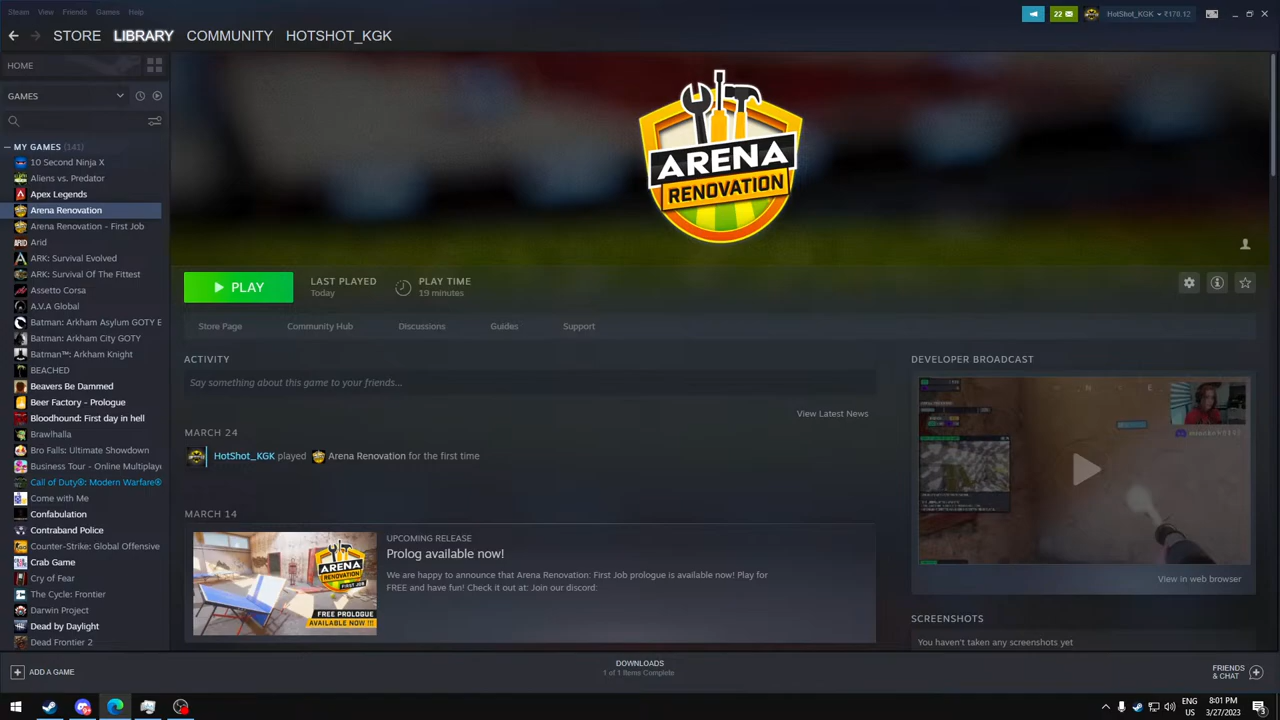 Steam View Friends Games Help
22
HotShot_KGK ₹178.12
STORE LIBRARY COMMUNITY HOTSHOT_KGK
HOME
GAMES
MY GAMES (141)
10 Second Ninja X
Aliens vs. Predator
Apex Legends
Arena Renovation
Arena Renovation - First Job
Arid
ARK: Survival Evolved
ARK: Survival Of The Fittest
Assetto Corsa
A.V.A Global
Batman: Arkham Asylum GOTY E
Batman: Arkham City GOTY
Batman™: Arkham Knight
BEACHED
Beavers Be Dammed
Beer Factory - Prologue
Bloodhound: First day in hell
Brawlhalla
Bro Falls: Ultimate Showdown
Business Tour - Online Multiplaye
Call of Duty®: Modern Warfare®
Come with Me
Confabulation
Contraband Police
Counter-Strike: Global Offensive
Crab Game
Cry of Fear
The Cycle: Frontier
Darwin Project
Dead by Daylight
Dead Frontier 2
ADD A GAME
ARENA
RENOVATION
PLAY
LAST PLAYED
Today
PLAY TIME
19 minutes
Store Page Community Hub Discussions Guides Support
ACTIVITY
Say something about this game to your friends...
View Latest News
MARCH 24
HotShot_KGK played Arena Renovation for the first time
MARCH 14
ARENA
RENOVATION
FIRST JOB
FREE PROLOGUE
AVAILABLE NOW !!!
UPCOMING RELEASE
Prolog available now!
We are happy to announce that Arena Renovation: First Job prologue is available now! Play for
FREE and have fun! Check it out at: Join our discord:
DEVELOPER BROADCAST
View in web browser
SCREENSHOTS
You haven't taken any screenshots yet
DOWNLOADS
1 of 1 Items Complete
FRIENDS
& CHAT
ENG
US
8:01 PM
3/27/2023
3